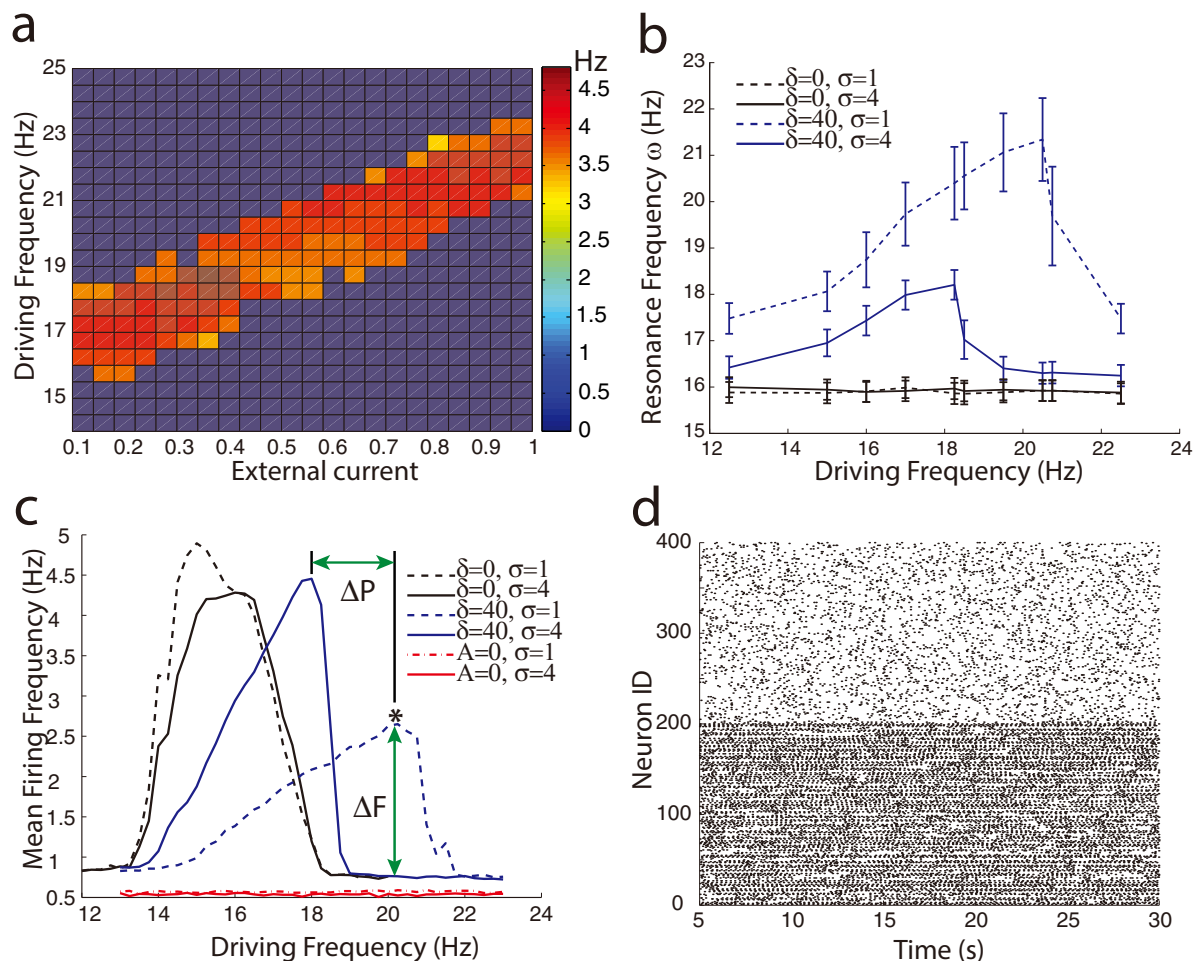 a
Hz
25
23
21
19
17
15
Driving Frequency (Hz)
0.1 0.2 0.3 0.4 0.5 0.6 0.7 0.8 0.9 1
External current
4.5
4
3.5
3
2.5
2
1.5
1
0.5
0
b
23
22
21
20
19
18
17
16
15
Resonance Frequency ω (Hz)
δ=0, σ=1
δ=0, σ=4
δ=40, σ=1
δ=40, σ=4
12 14 16 18 20 22 24
Driving Frequency (Hz)
c
5
4.5
4
3.5
3
2.5
2
1.5
1
0.5
Mean Firing Frequency (Hz)
ΔP
*
ΔF
δ=0, σ=1
δ=0, σ=4
δ=40, σ=1
δ=40, σ=4
A=0, σ=1
A=0, σ=4
12 14 16 18 20 22 24
Driving Frequency (Hz)
d
400
300
200
100
0
Neuron ID
5 10 15 20 25 30
Time (s)